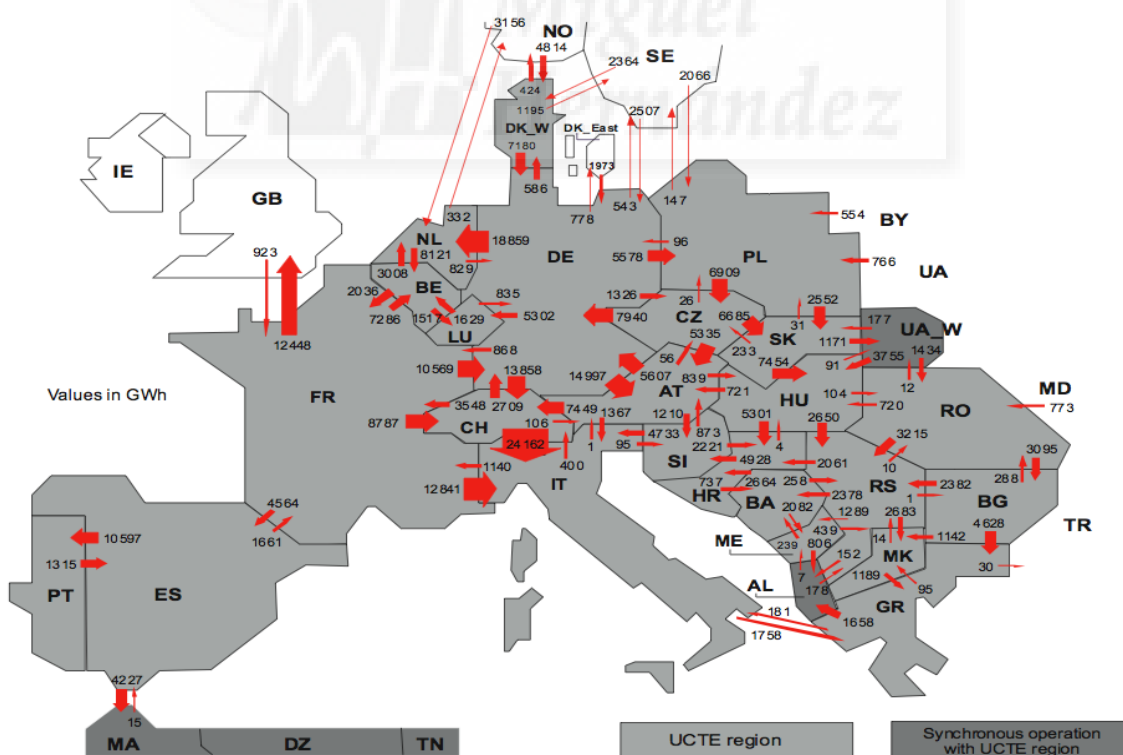 Miguel
Hernández
3156
NO
4814
SE
2364
2066
424
1195
2507
DK_W
DK_East
7180
1973
IE
586
147
543
778
GB
332
554
BY
NL
18859
96
923
8121
DE
766
829
5578
PL
UA
3008
6909
BE
835
1326
26
2552
2036
1629
5302
7940
CZ
6685
31
177
7286
1517
5335
SK
UA_W
LU
233
1171
12448
868
56
7454
3755
1434
10569
13858
14997
5607
839
91
12
MD
Values in GWh
FR
AT
721
HU
104
773
2709
720
RO
3548
7449
1367
1210
5301
2650
8787
CH
106
873
4
3215
24162
1
95
4733
2221
10
3095
1140
400
SI
4928
2061
RS
288
12841
IT
737
2664
258
2382
BG
HR
BA
2378
1
4564
2082
1289
2683
4628
TR
1661
ME
439
14
1142
10597
239
806
MK
1315
152
30
7
1189
PT
ES
AL
178
95
GR
181
1658
1758
4227
15
MA
DZ
TN
UCTE region
Synchronous operation
with UCTE region